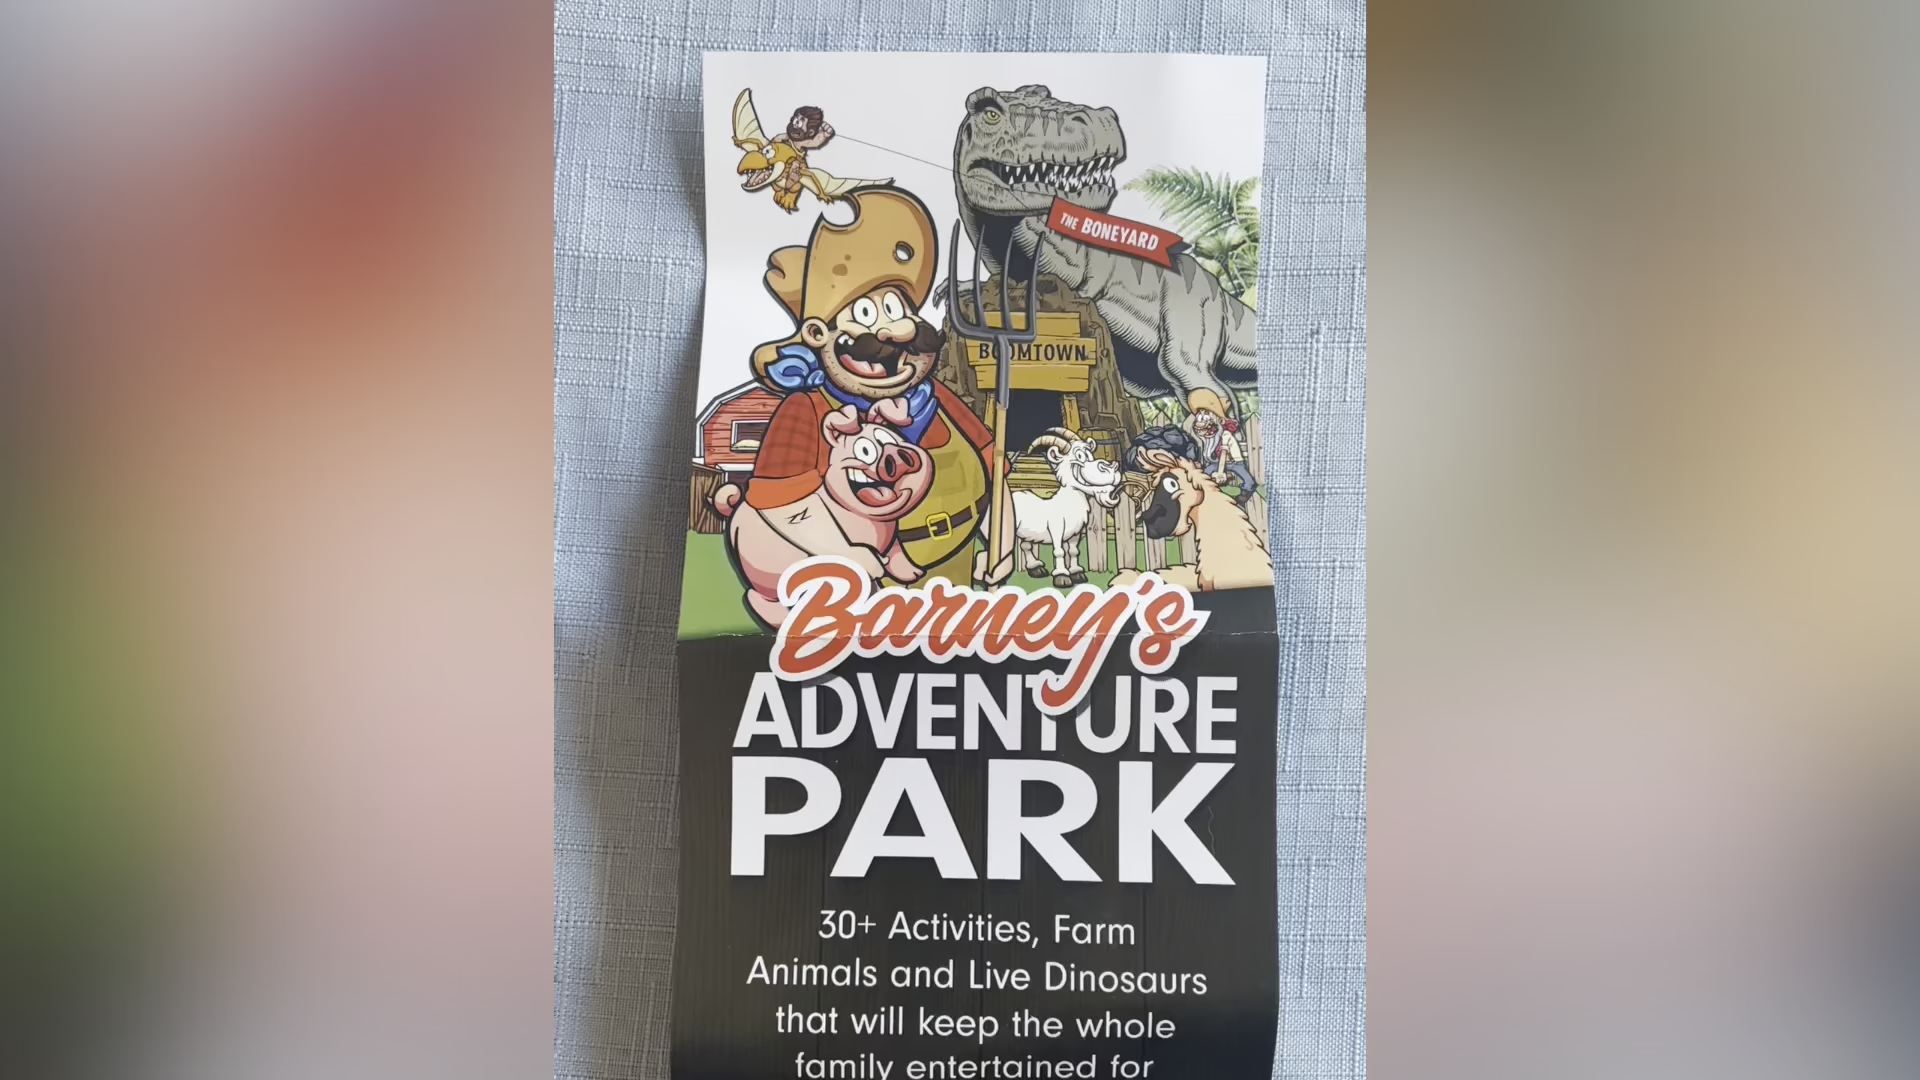 THE BONEYARD
BOOMTOWN
Barney's
ADVENTURE
PARK
30+ Activities, Farm
Animals and Live Dinosaurs
that will keep the whole
family entertained for